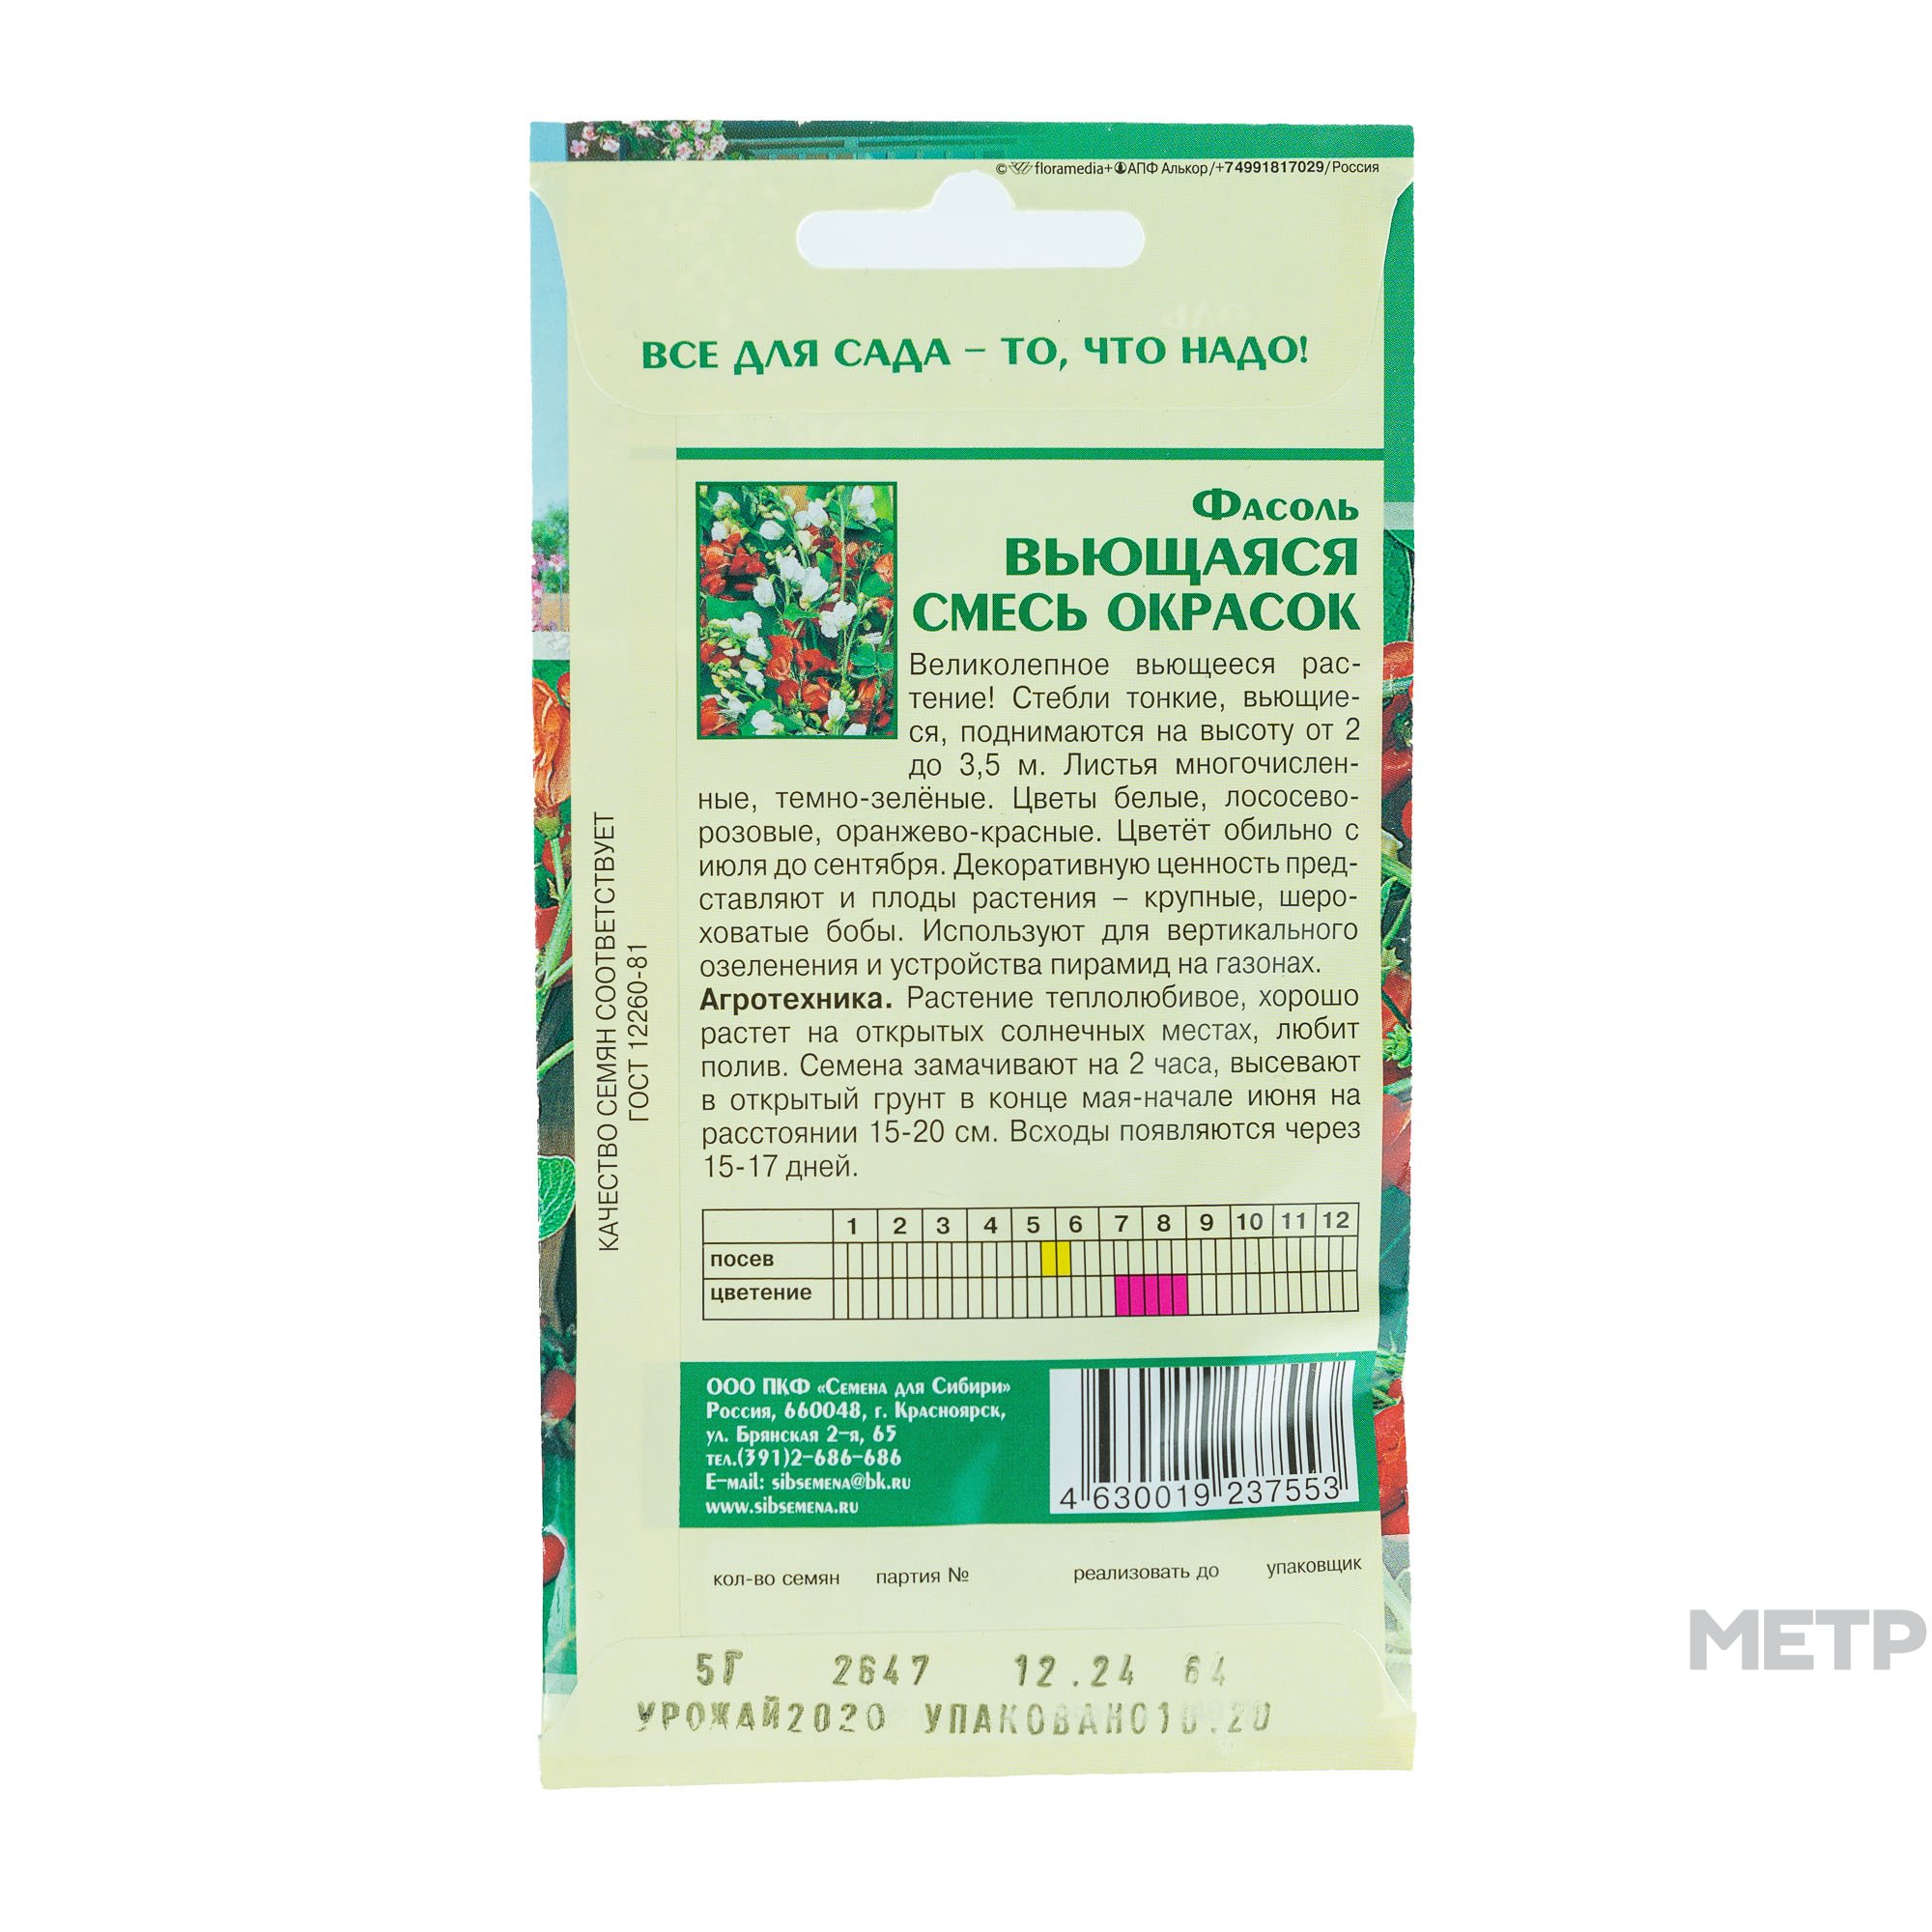 © floramedia+ АПФ Алькор/+74991817029/Россия
ВСЕ ДЛЯ САДА – ТО, ЧТО НАДО!
Фасоль
ВЬЮЩАЯСЯ
СМЕСЬ ОКРАСОК
Великолепное вьющееся рас-
тение! Стебли тонкие, вьющие-
ся, поднимаются на высоту от 2
до 3,5 м. Листья многочислен-
ные, темно-зелёные. Цветы белые, лососево-
розовые, оранжево-красные. Цветёт обильно с
июля до сентября. Декоративную ценность пред-
ставляют и плоды растения – крупные, шеро-
ховатые бобы. Используют для вертикального
озеленения и устройства пирамид на газонах.
Агротехника. Растение теплолюбивое, хорошо
растет на открытых солнечных местах, любит
полив. Семена замачивают на 2 часа, высевают
в открытый грунт в конце мая-начале июня на
расстоянии 15-20 см. Всходы появляются через
15-17 дней.
КАЧЕСТВО СЕМЯН СООТВЕТСТВУЕТ
ГОСТ 12260-81
1 2 3 4 5 6 7 8 9 10 11 12
посев
цветение
ООО ПКФ «Семена для Сибири»
Россия, 660048, г. Красноярск,
ул. Брянская 2-я, 65
тел.(391)2-686-686
E-mail: sibsemena@bk.ru
www.sibsemena.ru
4 630019 237553
кол-во семян партия № реализовать до упаковщик
5Г 2647 12.24 64
УРОЖАЙ2020 УПАКОВАНО10.20
МЕТР